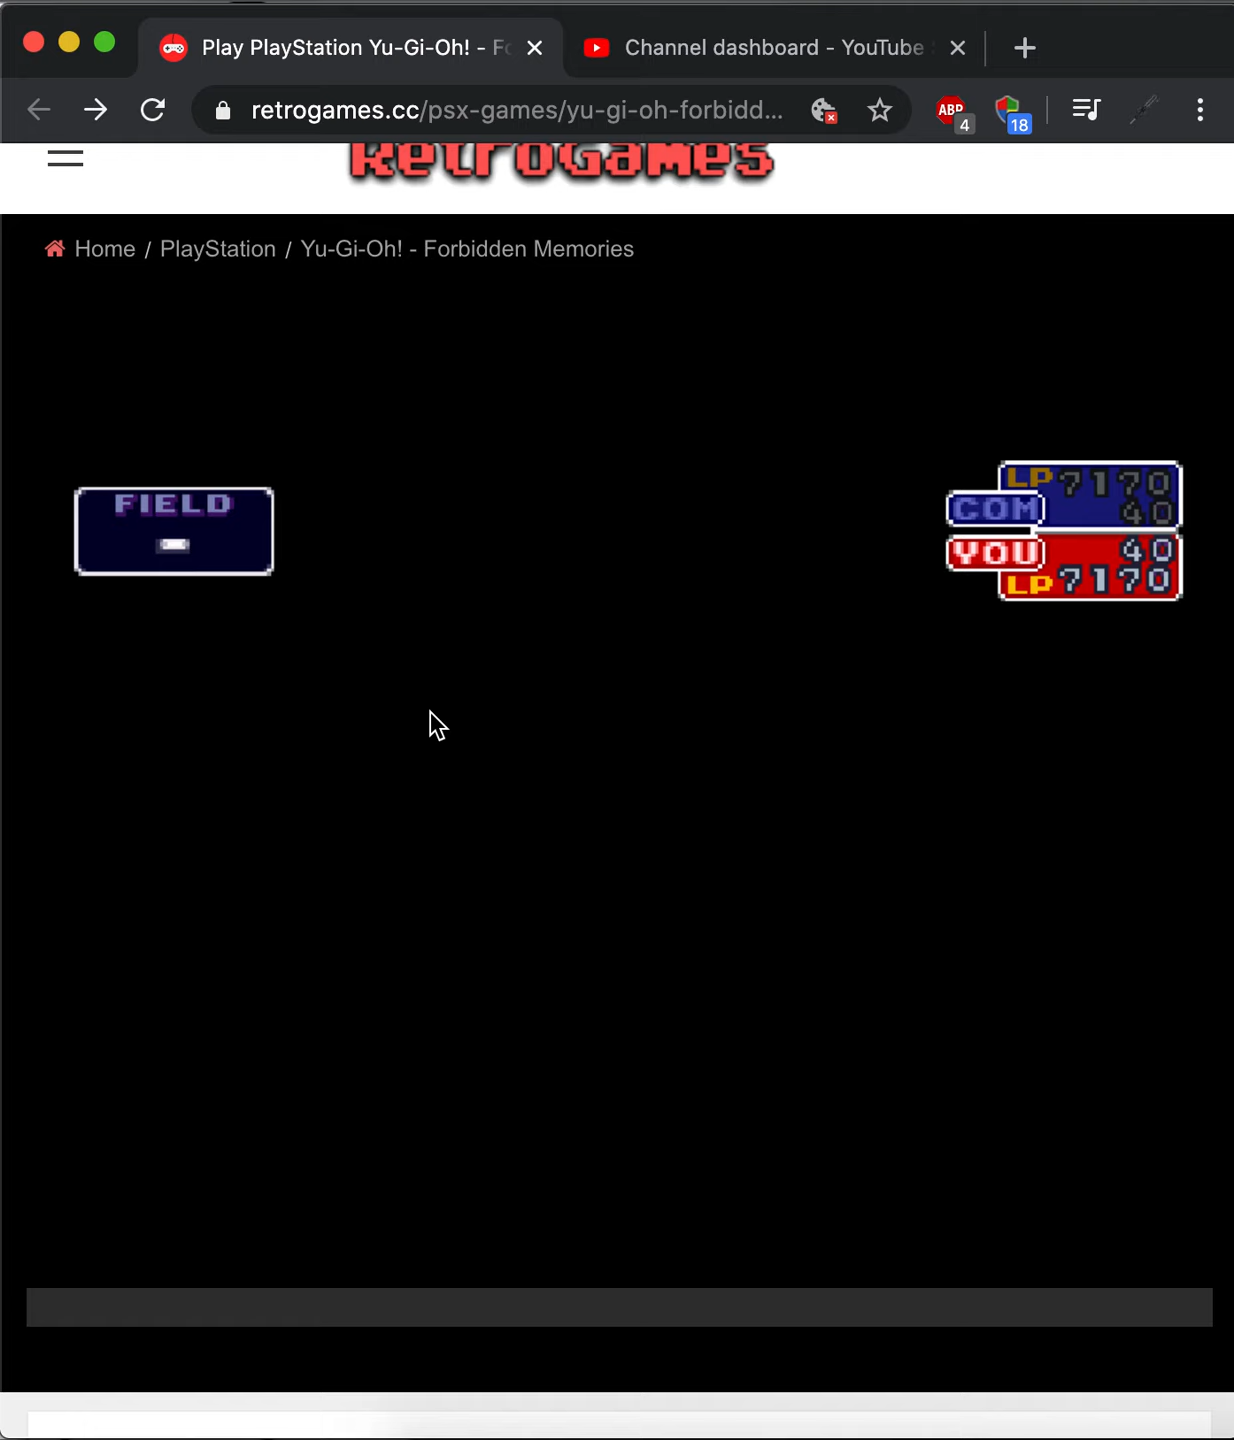 Play PlayStation Yu-Gi-Oh! - Fo
Channel dashboard - YouTube
retrogames.cc/psx-games/yu-gi-oh-forbidd...
ABP
4
18
RetroGames
Home / PlayStation / Yu-Gi-Oh! - Forbidden Memories
FIELD
LP 7170
COM 40
YOU 40
LP 7170